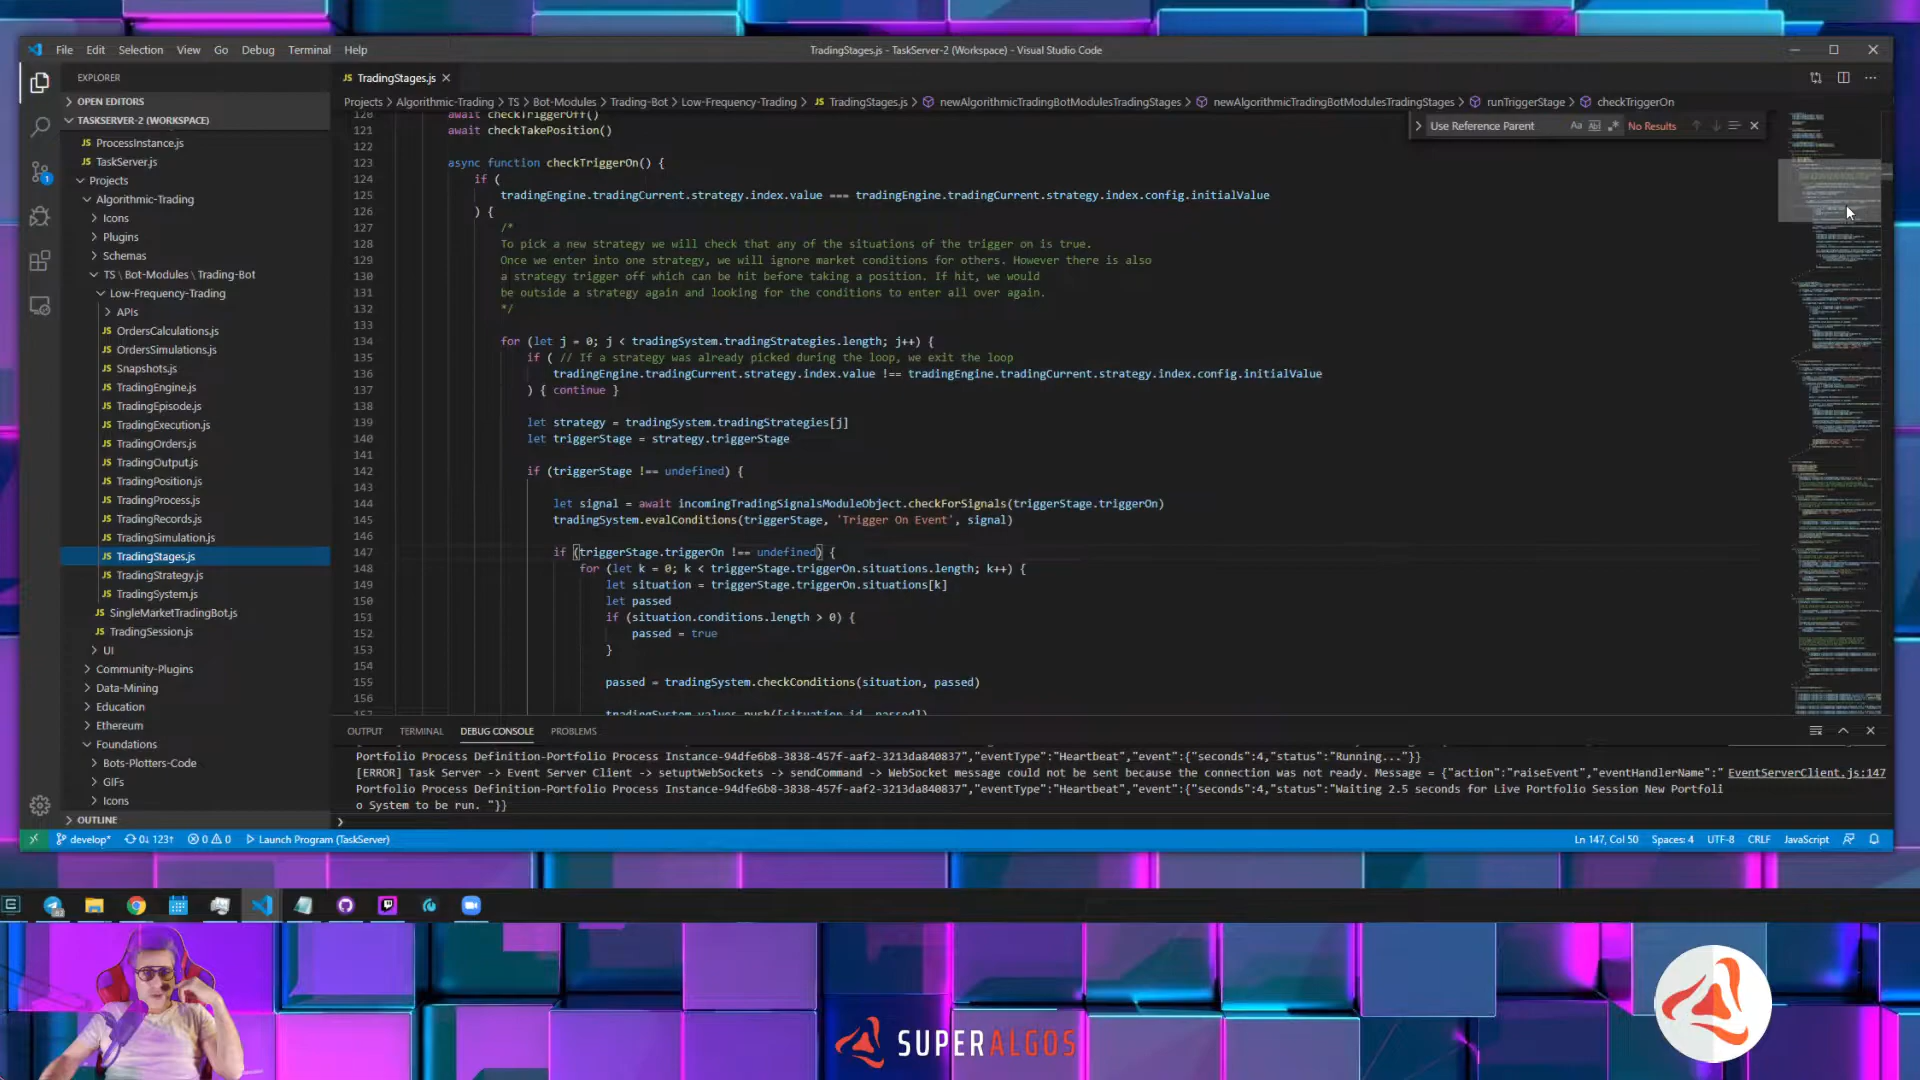 File Edit Selection View Go Debug Terminal Help
TradingStages.js - TaskServer-2 (Workspace) - Visual Studio Code
EXPLORER
OPEN EDITORS
TASKSERVER-2 (WORKSPACE)
ProcessInstance.js
TaskServer.js
Projects
Algorithmic-Trading
Icons
Plugins
Schemas
TS \ Bot-Modules \ Trading-Bot
Low-Frequency-Trading
APIs
OrdersCalculations.js
OrdersSimulations.js
Snapshots.js
TradingEngine.js
TradingEpisode.js
TradingExecution.js
TradingOrders.js
TradingOutput.js
TradingPosition.js
TradingProcess.js
TradingRecords.js
TradingSimulation.js
TradingStages.js
TradingStrategy.js
TradingSystem.js
SingleMarketTradingBot.js
TradingSession.js
UI
Community-Plugins
Data-Mining
Education
Ethereum
Foundations
Bots-Plotters-Code
GIFs
Icons
OUTLINE
JS TradingStages.js
Projects > Algorithmic-Trading > TS > Bot-Modules > Trading-Bot > Low-Frequency-Trading > JS TradingStages.js > newAlgorithmicTradingBotModulesTradingStages > newAlgorithmicTradingBotModulesTradingStages > runTriggerStage > checkTriggerOn
Use Reference Parent
No Results
120 await checkTriggerOff()
121 await checkTakePosition()
122
123 async function checkTriggerOn() {
124 if (
125 tradingEngine.tradingCurrent.strategy.index.value === tradingEngine.tradingCurrent.strategy.index.config.initialValue
126 ) {
127 /*
128 To pick a new strategy we will check that any of the situations of the trigger on is true.
129 Once we enter into one strategy, we will ignore market conditions for others. However there is also
130 a strategy trigger off which can be hit before taking a position. If hit, we would
131 be outside a strategy again and looking for the conditions to enter all over again.
132 */
133
134 for (let j = 0; j < tradingSystem.tradingStrategies.length; j++) {
135 if ( // If a strategy was already picked during the loop, we exit the loop
136 tradingEngine.tradingCurrent.strategy.index.value !== tradingEngine.tradingCurrent.strategy.index.config.initialValue
137 ) { continue }
138
139 let strategy = tradingSystem.tradingStrategies[j]
140 let triggerStage = strategy.triggerStage
141
142 if (triggerStage !== undefined) {
143
144 let signal = await incomingTradingSignalsModuleObject.checkForSignals(triggerStage.triggerOn)
145 tradingSystem.evalConditions(triggerStage, 'Trigger On Event', signal)
146
147 if (triggerStage.triggerOn !== undefined) {
148 for (let k = 0; k < triggerStage.triggerOn.situations.length; k++) {
149 let situation = triggerStage.triggerOn.situations[k]
150 let passed
151 if (situation.conditions.length > 0) {
152 passed = true
153 }
154
155 passed = tradingSystem.checkConditions(situation, passed)
156
157 tradingSystem.values.push([situation.id, passed])
OUTPUT TERMINAL DEBUG CONSOLE PROBLEMS
Portfolio Process Definition-Portfolio Process Instance-94dfe6b8-3838-457f-aaf2-3213da840837","eventType":"Heartbeat","event":{"seconds":4,"status":"Running..."}}
[ERROR] Task Server -> Event Server Client -> setuptWebSockets -> sendCommand -> WebSocket message could not be sent because the connection was not ready. Message = {"action":"raiseEvent","eventHandlerName":" EventServerClient.js:147
Portfolio Process Definition-Portfolio Process Instance-94dfe6b8-3838-457f-aaf2-3213da840837","eventType":"Heartbeat","event":{"seconds":4,"status":"Waiting 2.5 seconds for Live Portfolio Session New Portfoli
o System to be run. "}}
develop* 0↓ 123↑ 0 0 Launch Program (TaskServer)
Ln 147, Col 50 Spaces: 4 UTF-8 CRLF JavaScript
SUPERALGOS